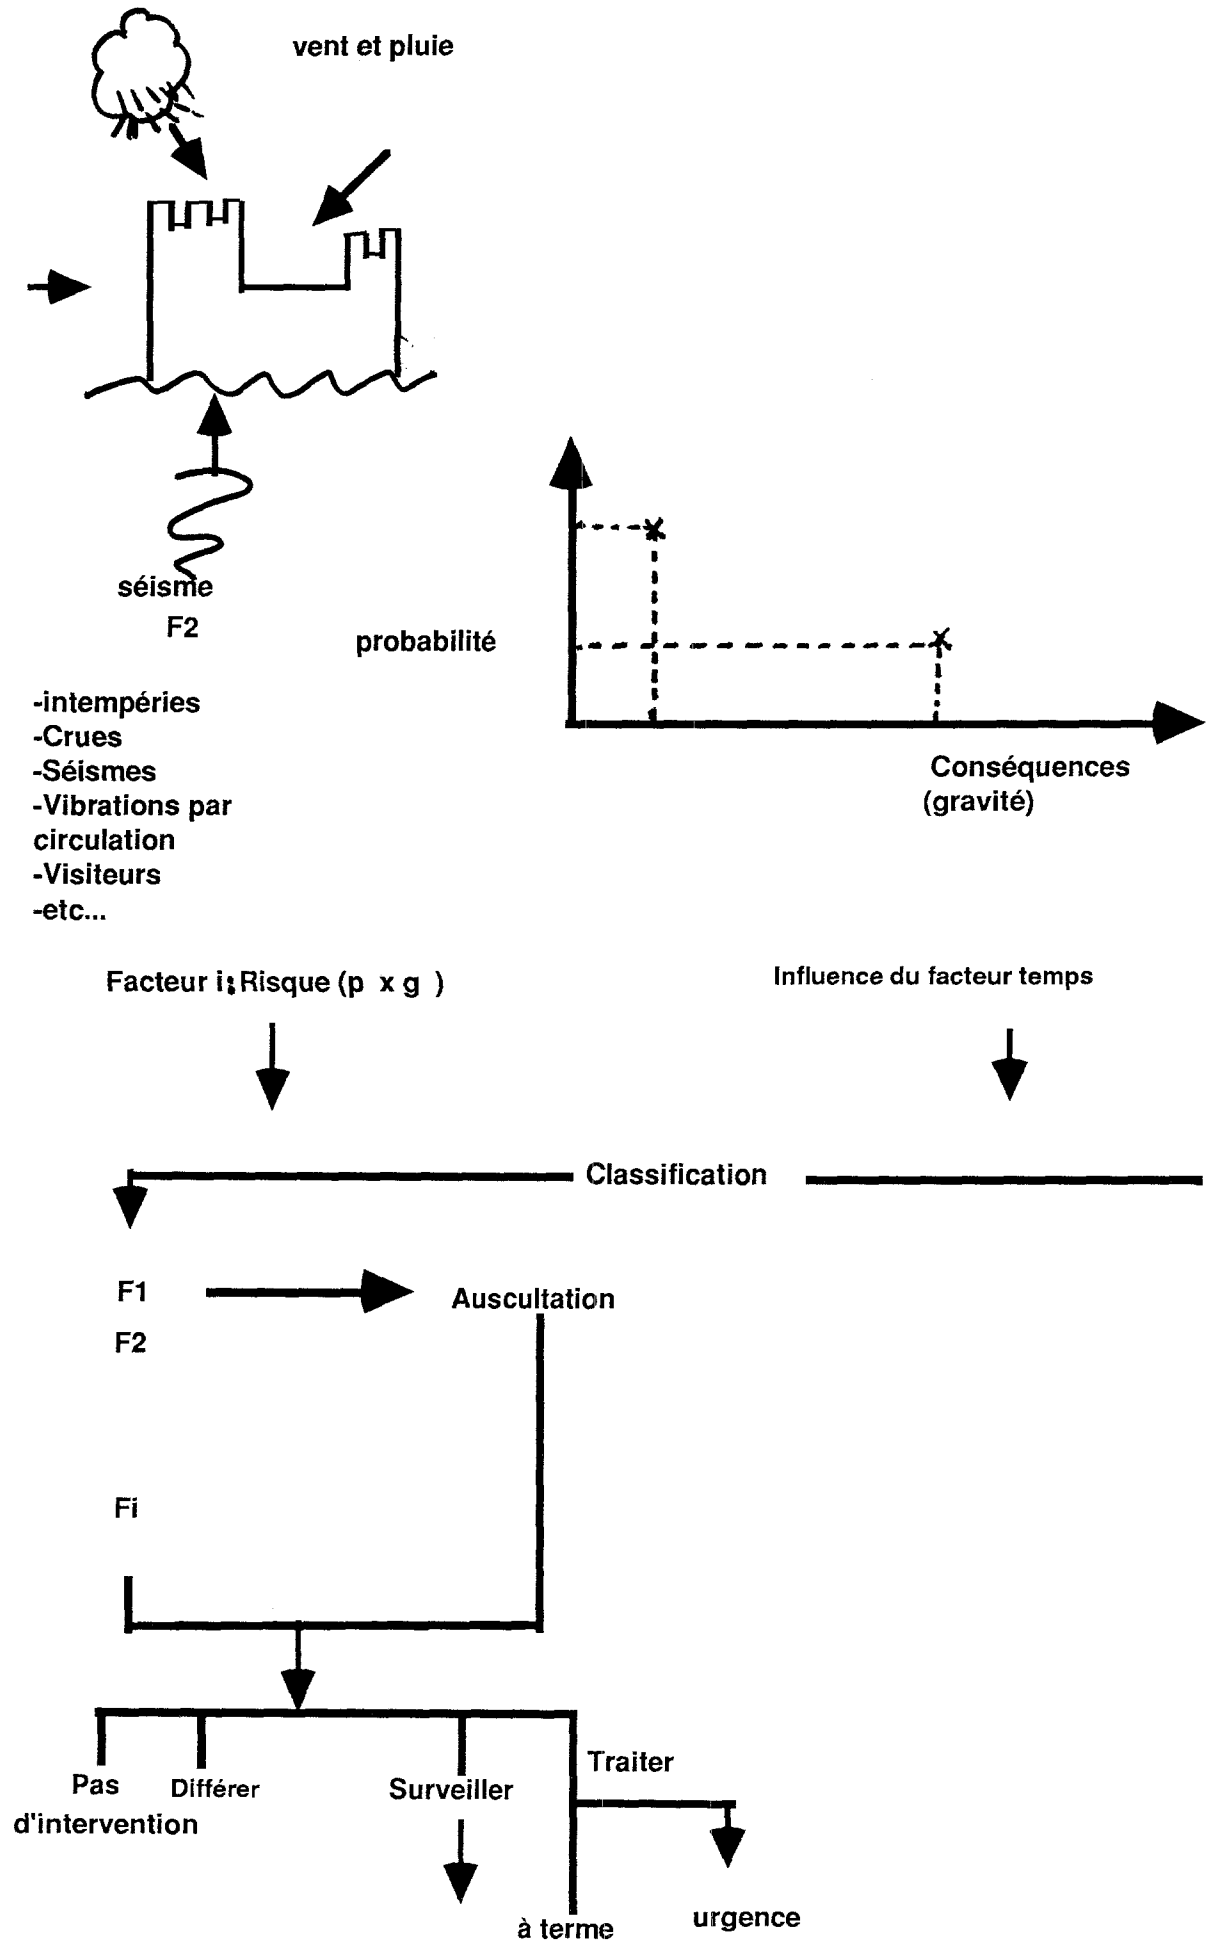 vent et pluie
séisme
F2
probabilité
-intempéries
-Crues
-Séismes
-Vibrations par
circulation
-Visiteurs
-etc...
Conséquences
(gravité)
Facteur i: Risque (p x g )
Influence du facteur temps
Classification
F1
Auscultation
F2
Fi
Traiter
Pas
d'intervention
Différer
Surveiller
à terme
urgence